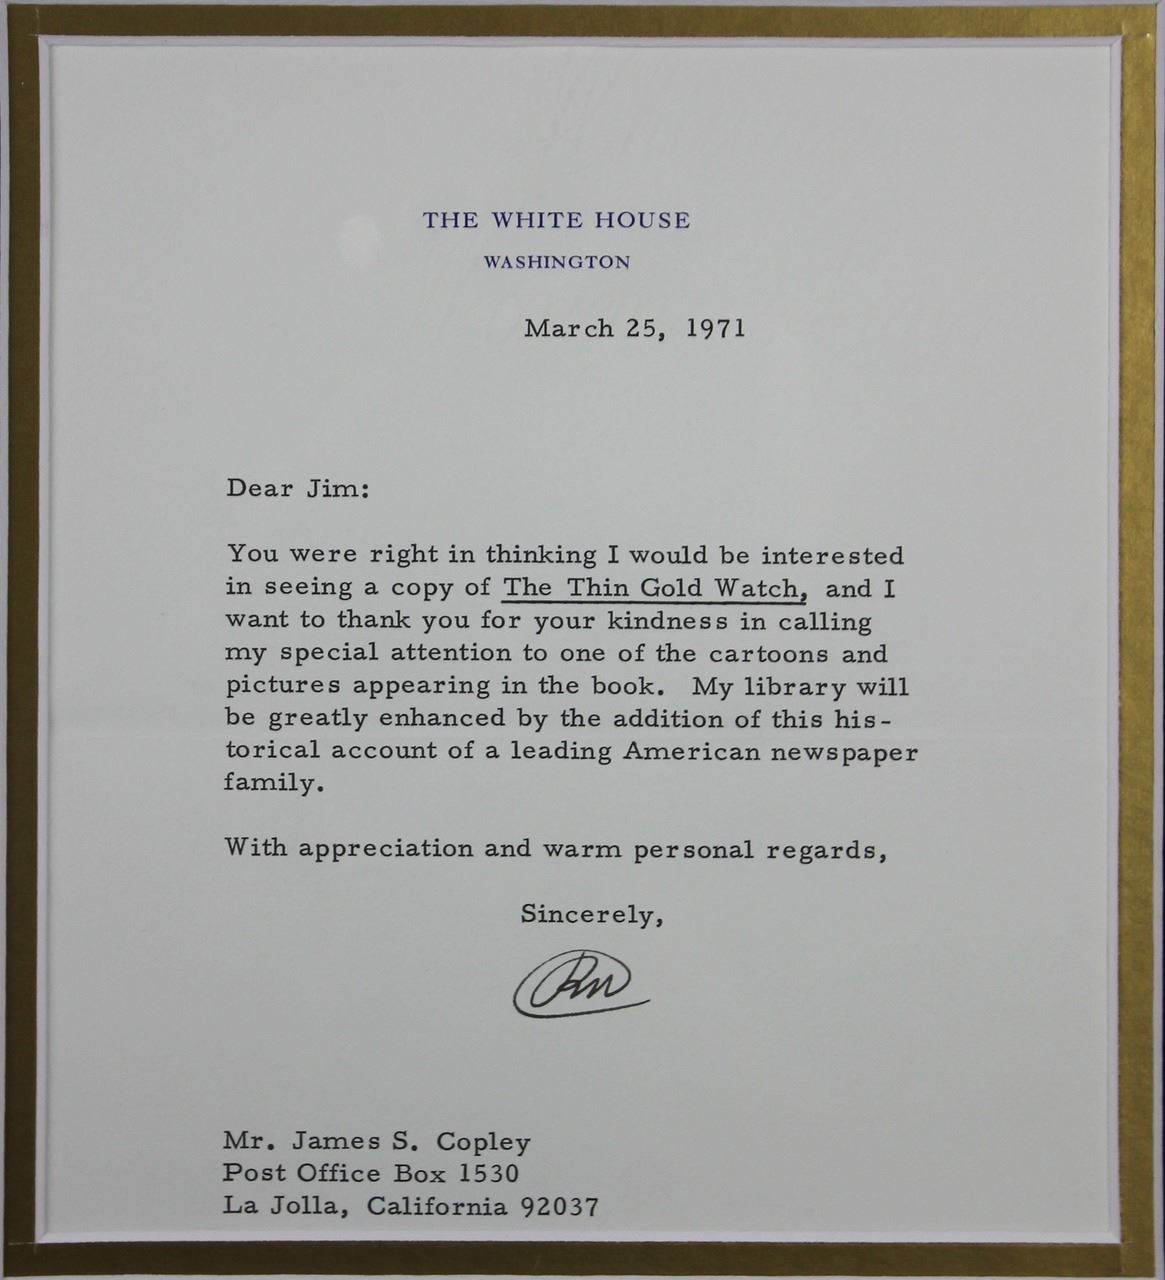 THE WHITE HOUSE
WASHINGTON
March 25, 1971
Dear Jim:
You were right in thinking I would be interested
in seeing a copy of The Thin Gold Watch, and I
want to thank you for your kindness in calling
my special attention to one of the cartoons and
pictures appearing in the book. My library will
be greatly enhanced by the addition of this his-
torical account of a leading American newspaper
family.
With appreciation and warm personal regards,
Sincerely,
RN
Mr. James S. Copley
Post Office Box 1530
La Jolla, California 92037